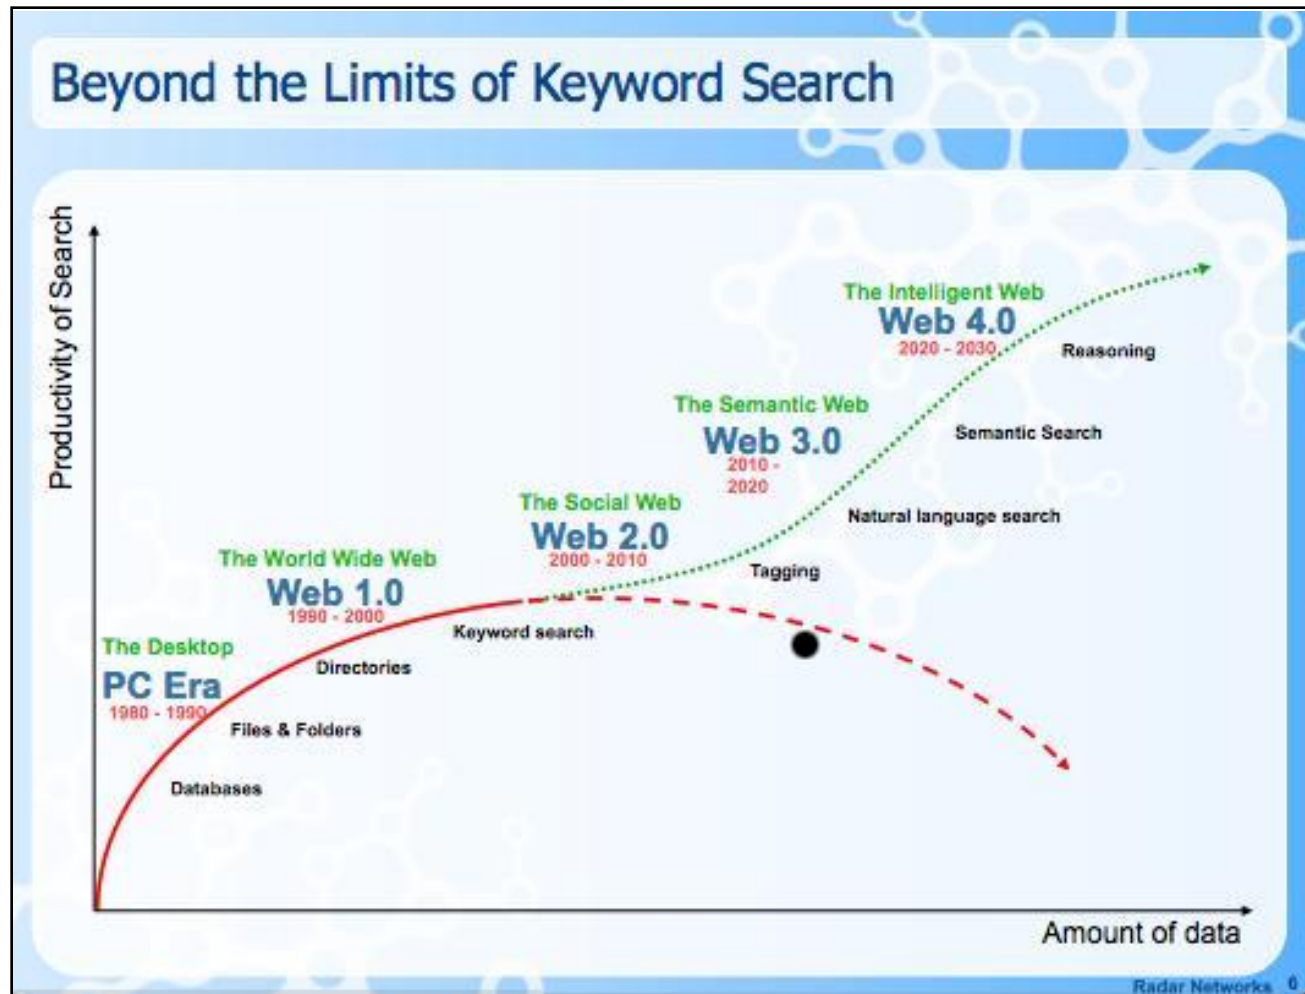 Beyond the Limits of Keyword Search
Productivity of Search
The Intelligent Web
Web 4.0
2020 - 2030
Reasoning
The Semantic Web
Web 3.0
2010 -
2020
Semantic Search
The Social Web
Web 2.0
2000 - 2010
Natural language search
The World Wide Web
Web 1.0
1990 - 2000
Tagging
Keyword search
The Desktop
PC Era
1980 - 1990
Directories
Files & Folders
Databases
Amount of data
Radar Networks 6